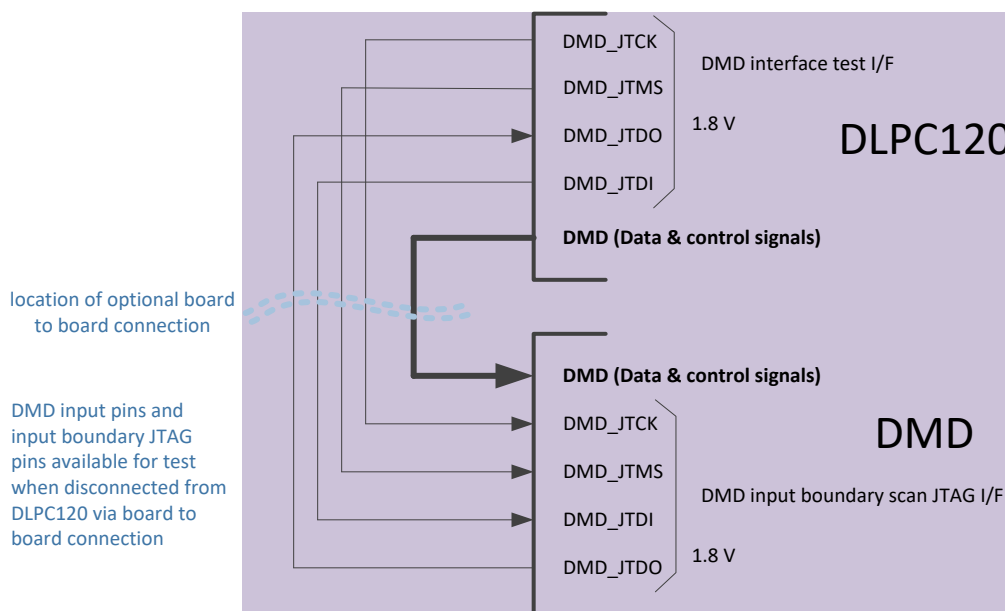 DMD_JTCK
DMD_JTMS
DMD_JTDO
DMD_JTDI
DMD interface test I/F
1.8 V
DLPC120
DMD (Data & control signals)
location of optional board
to board connection
DMD (Data & control signals)
DMD input pins and
input boundary JTAG
pins available for test
when disconnected from
DLPC120 via board to
board connection
DMD_JTCK
DMD_JTMS
DMD_JTDI
DMD_JTDO
DMD
DMD input boundary scan JTAG I/F
1.8 V